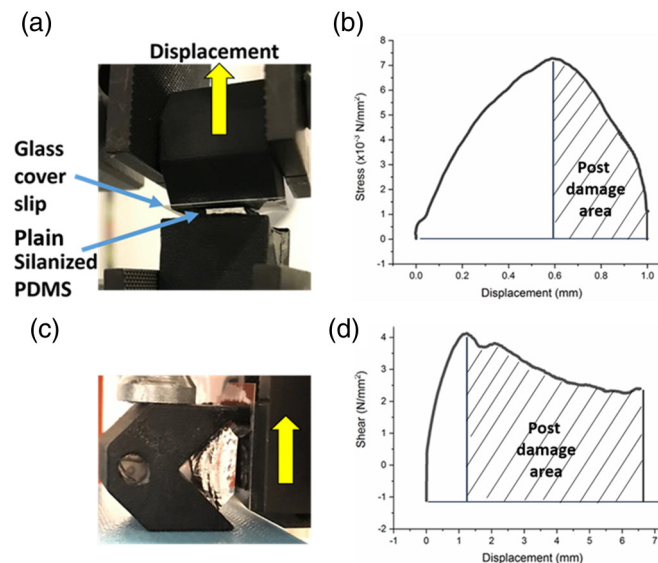 (a)
Displacement
Glass
cover
slip
Plain
Silanized
PDMS
(b)
Stress (x10⁻³ N/mm²)
8
7
6
5
4
3
2
1
0
-1
0.0 0.2 0.4 0.6 0.8 1.0
Displacement (mm)
Post
damage
area
(c)
(d)
Shear (N/mm²)
4
3
2
1
0
-1
-2
-1 0 1 2 3 4 5 6 7
Displacement (mm)
Post
damage
area